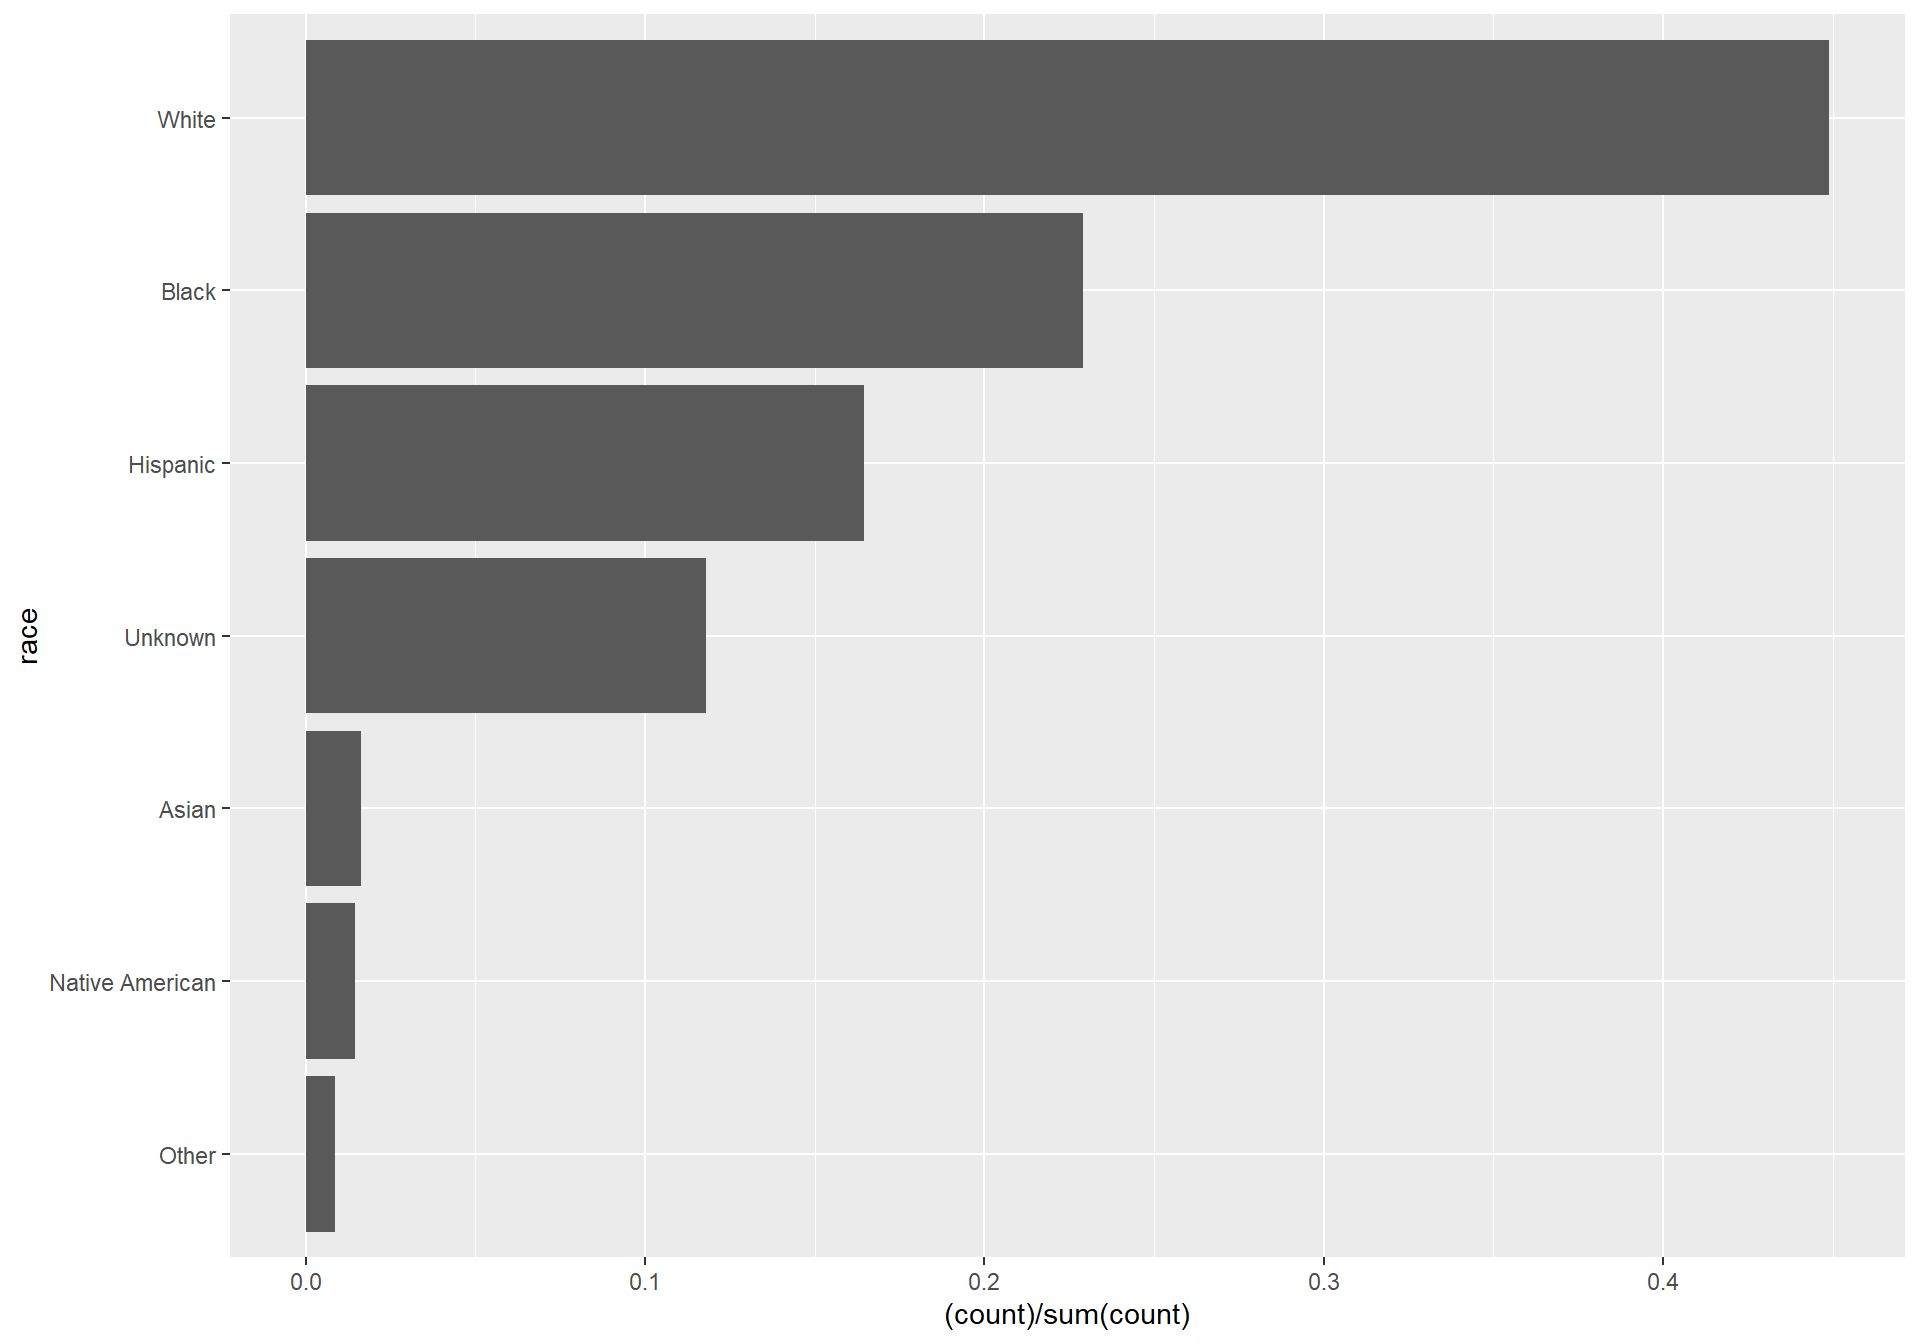 White
Black
Hispanic
Unknown
Asian
Native American
Other
race
0.0 0.1 0.2 0.3 0.4
(count)/sum(count)